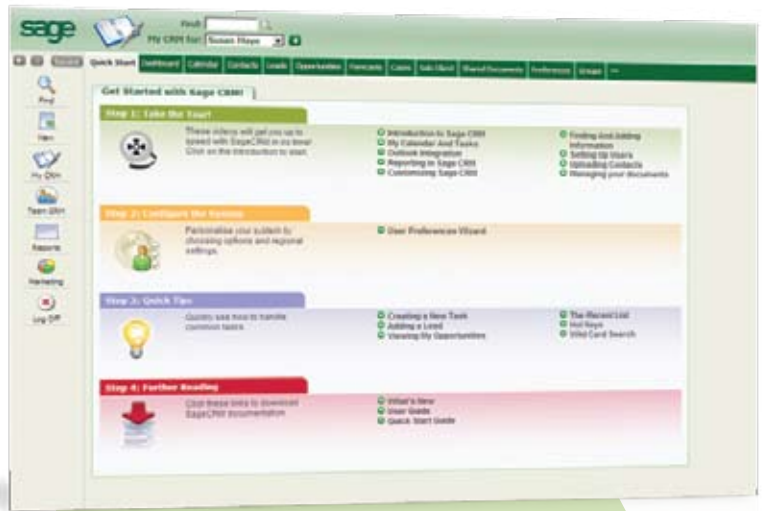 sage
Find:
My CRM for: Susan Maye
Recent
Quick Start Dashboard Calendar Contacts Leads Opportunities Forecasts Cases Shared Documents Preferences Groups
Find
New
My CRM
Team CRM
Reports
Marketing
Log Off
Get Started with Sage CRM!
Step 1: Take the Tour!
These videos will get you up to
speed with SageCRM in no time!
Click on the Introduction to start.
Introduction to Sage CRM
My Calendar And Tasks
Outlook Integration
Reporting in Sage CRM
Customizing Sage CRM
Finding And Adding
Information
Setting Up Users
Uploading Contacts
Managing your documents
Step 2: Configure the System
Personalise your system by
choosing options and regional
settings.
User Preferences Wizard
Step 3: Quick Tips
Quickly see how to handle
common tasks
Creating a New Task
Adding a Lead
Viewing My Opportunities
The Recent List
Hot Keys
Wild Card Search
Step 4: Further Reading
Click these links to download
SageCRM documentation
What's New
User Guide
Quick Start Guide